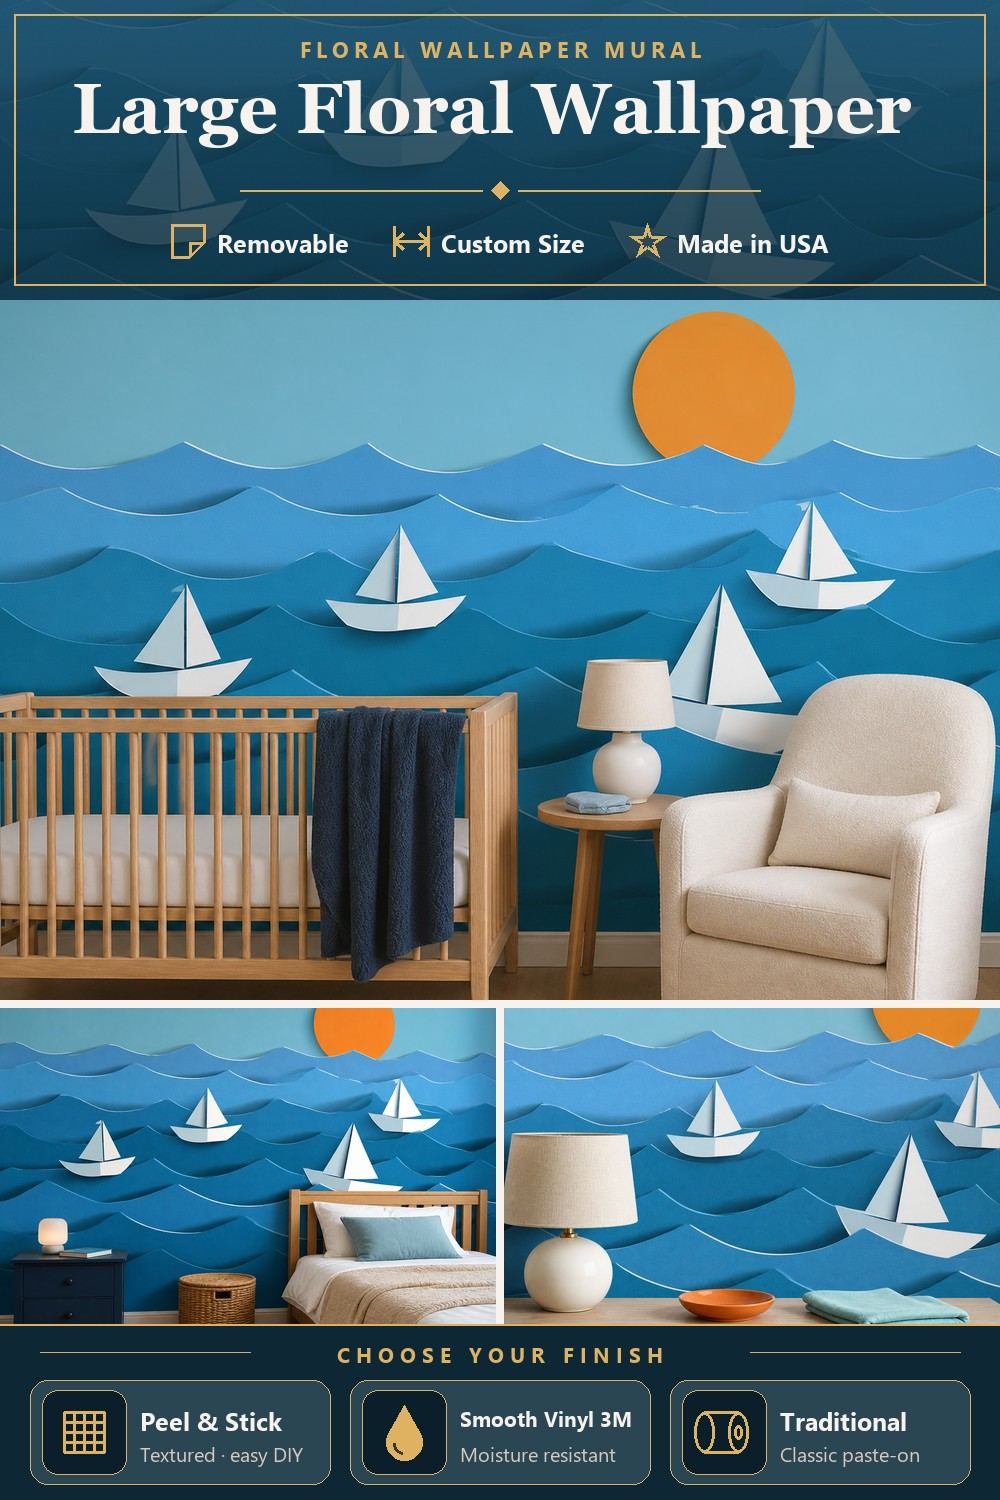 FLORAL WALLPAPER MURAL
Large Floral Wallpaper
Removable
Custom Size
Made in USA
CHOOSE YOUR FINISH
Peel & Stick
Textured · easy DIY
Smooth Vinyl 3M
Moisture resistant
Traditional
Classic paste-on